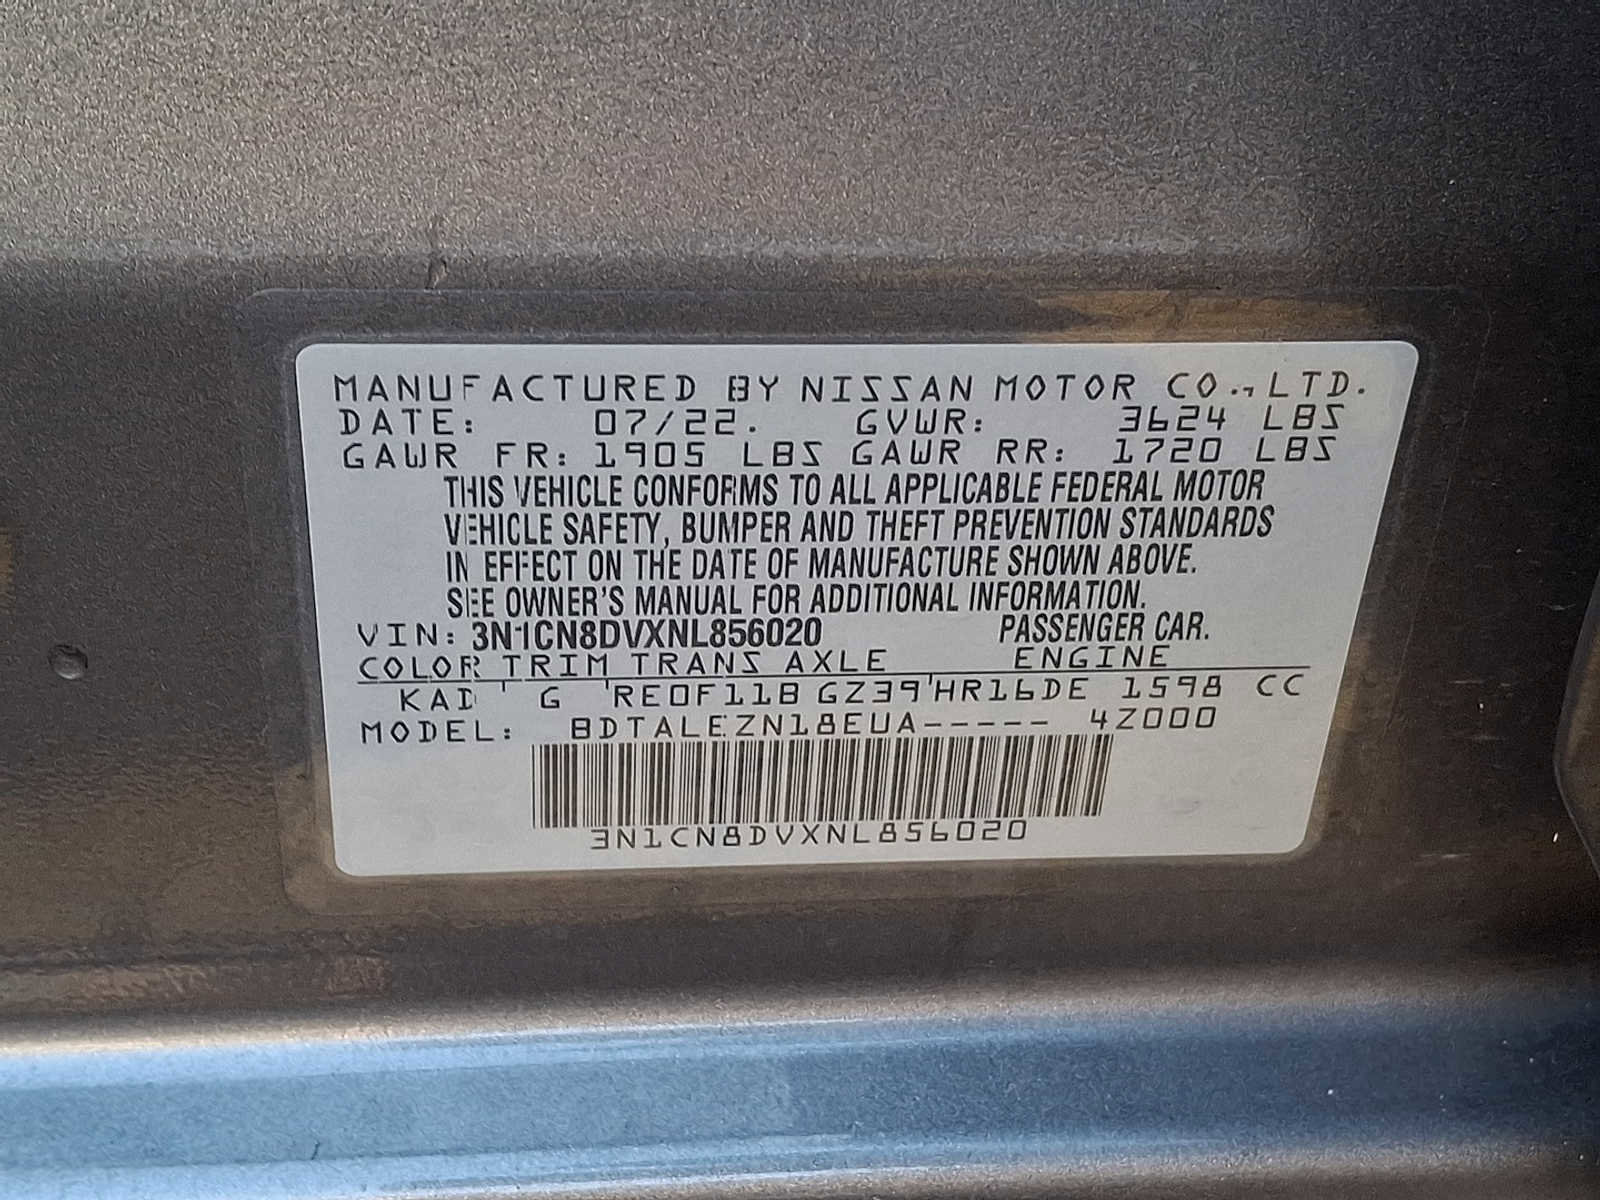 MANUFACTURED BY NISSAN MOTOR CO., LTD.
DATE: 07/22. GVWR: 3624 LBS
GAWR FR: 1905 LBS GAWR RR: 1720 LBS
THIS VEHICLE CONFORMS TO ALL APPLICABLE FEDERAL MOTOR
VEHICLE SAFETY, BUMPER AND THEFT PREVENTION STANDARDS
IN EFFECT ON THE DATE OF MANUFACTURE SHOWN ABOVE.
SEE OWNER'S MANUAL FOR ADDITIONAL INFORMATION.
VIN: 3N1CN8DVXNL856020 PASSENGER CAR.
COLOR TRIM TRANS AXLE ENGINE
KAD ' G 'RE0F11B GZ39'HR16DE 1598 CC
MODEL: BDTALEZN18EUA----- 4Z000
3N1CN8DVXNL856020